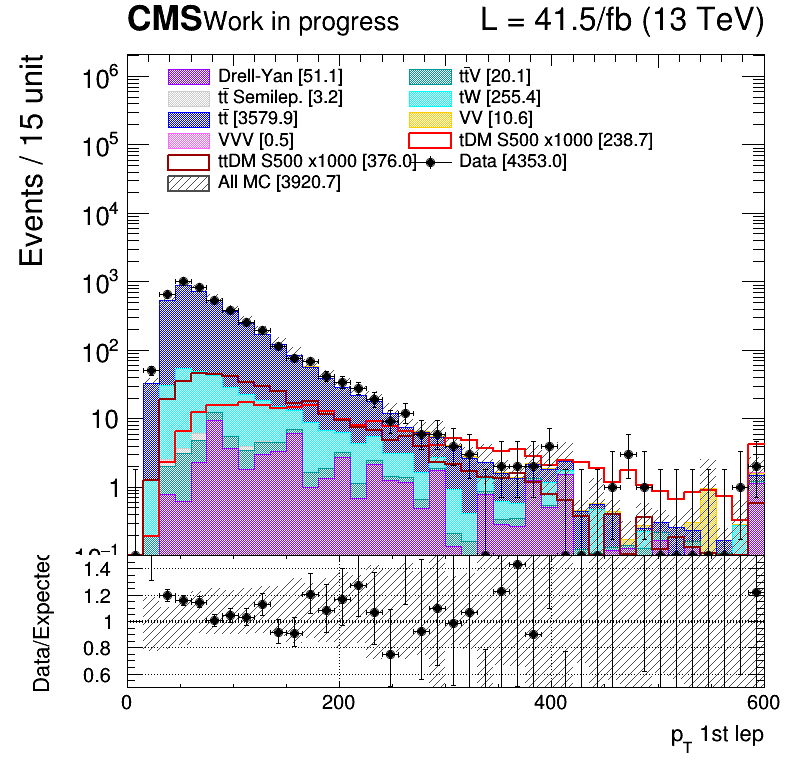 CMS Work in progress L = 41.5/fb (13 TeV)
Events / 15 unit
10⁶
10⁵
10⁴
10³
10²
10
1
10⁻¹
Drell-Yan [51.1]
tt̄ Semilep. [3.2]
tt̄ [3579.9]
VVV [0.5]
ttDM S500 x1000 [376.0]
All MC [3920.7]
tt̄V [20.1]
tW [255.4]
VV [10.6]
tDM S500 x1000 [238.7]
Data [4353.0]
Data/Expected
1.4
1.2
1
0.8
0.6
0 200 400 600
p_T 1st lep